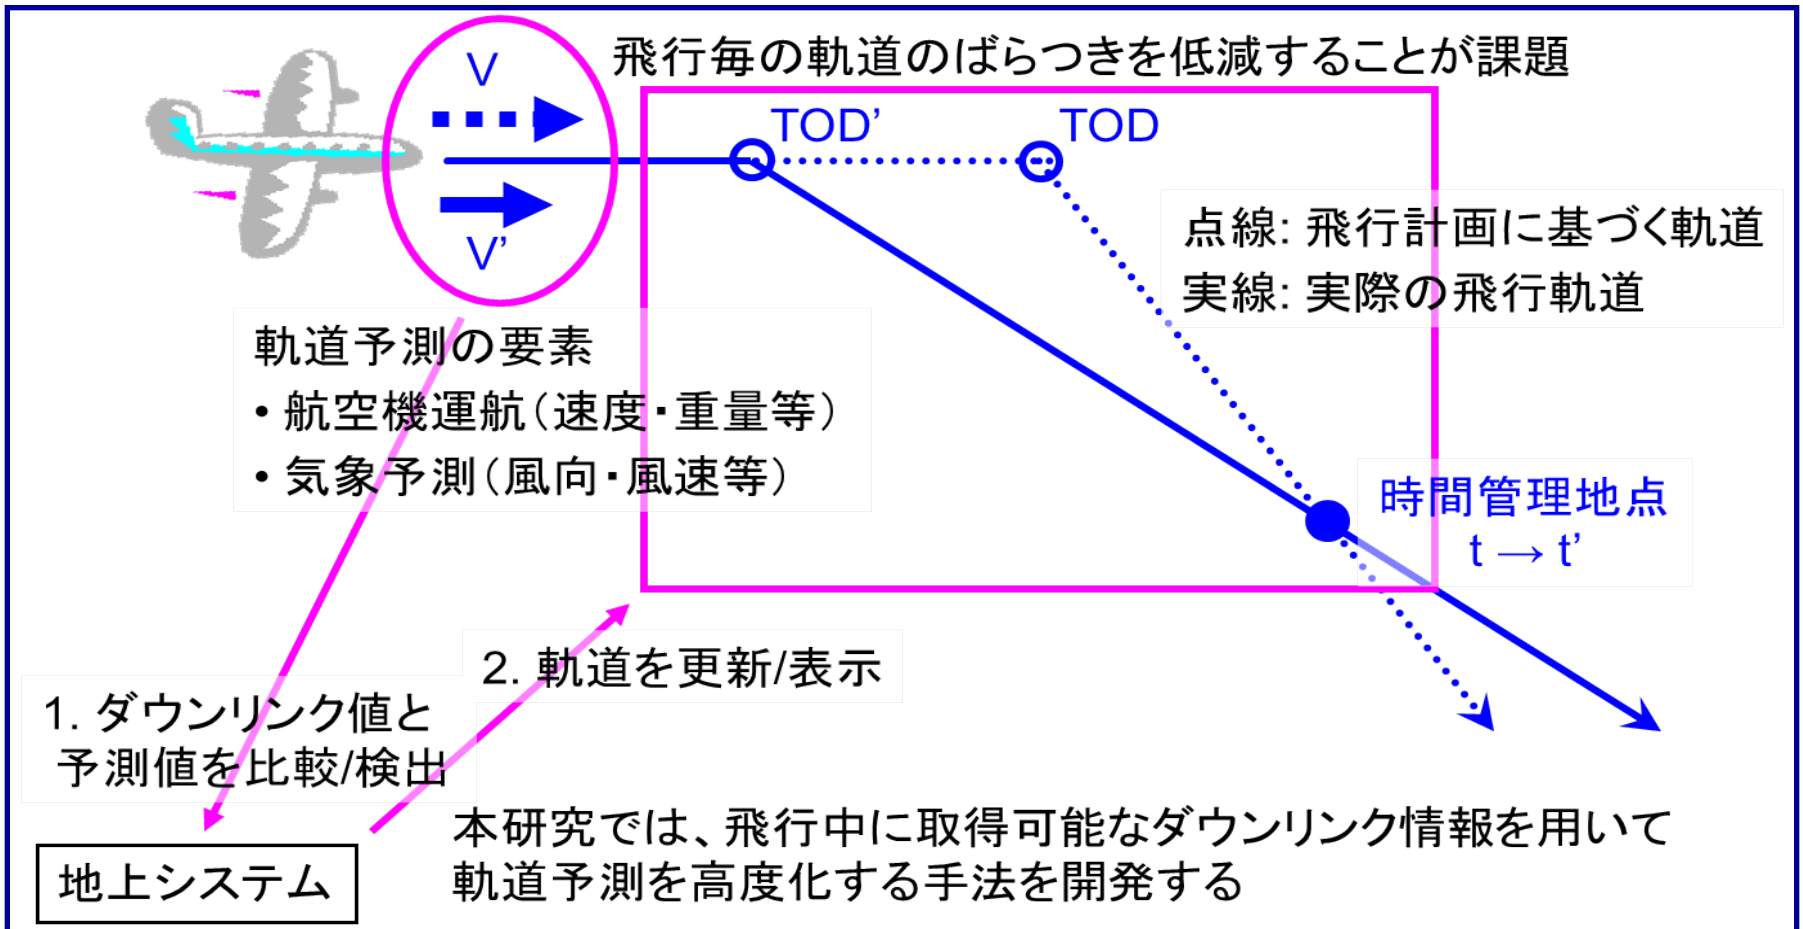 飛行毎の軌道のばらつきを低減することが課題
V
TOD’
TOD
V’
点線: 飛行計画に基づく軌道
実線: 実際の飛行軌道
軌道予測の要素
• 航空機運航(速度・重量等)
• 気象予測(風向・風速等)
時間管理地点
t → t’
2. 軌道を更新/表示
1. ダウンリンク値と
予測値を比較/検出
本研究では、飛行中に取得可能なダウンリンク情報を用いて
軌道予測を高度化する手法を開発する
地上システム